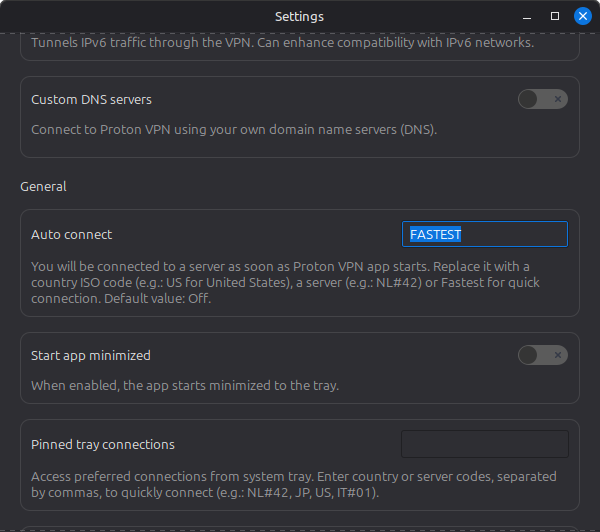 Settings
Tunnels IPv6 traffic through the VPN. Can enhance compatibility with IPv6 networks.
Custom DNS servers
Connect to Proton VPN using your own domain name servers (DNS).
General
Auto connect
FASTEST
You will be connected to a server as soon as Proton VPN app starts. Replace it with a
country ISO code (e.g.: US for United States), a server (e.g.: NL#42) or Fastest for quick
connection. Default value: Off.
Start app minimized
When enabled, the app starts minimized to the tray.
Pinned tray connections
Access preferred connections from system tray. Enter country or server codes, separated
by commas, to quickly connect (e.g.: NL#42, JP, US, IT#01).